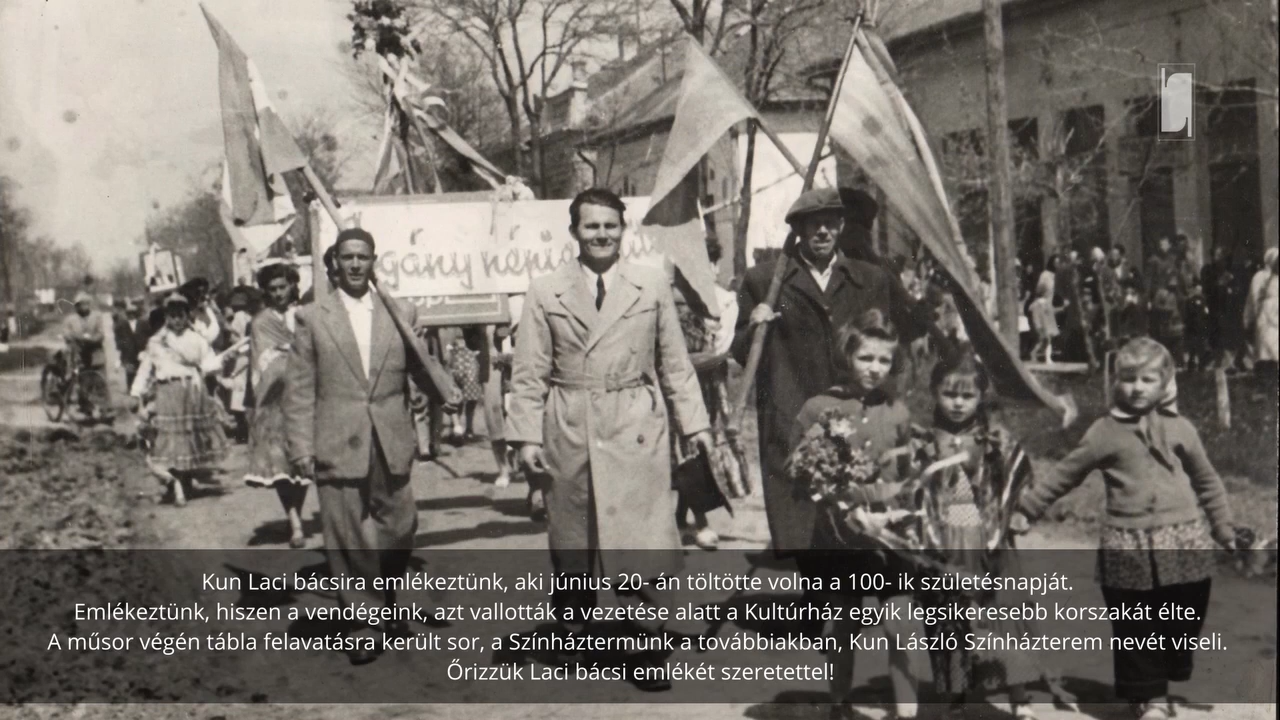 gány népi
Kun Laci bácsira emlékeztünk, aki június 20- án töltötte volna a 100- ik születésnapját.
Emlékeztünk, hiszen a vendégeink, azt vallották a vezetése alatt a Kultúrház egyik legsikeresebb korszakát élte.
A műsor végén tábla felavatásra került sor, a Színháztermünk a továbbiakban, Kun László Színházterem nevét viseli.
Őrizzük Laci bácsi emlékét szeretettel!